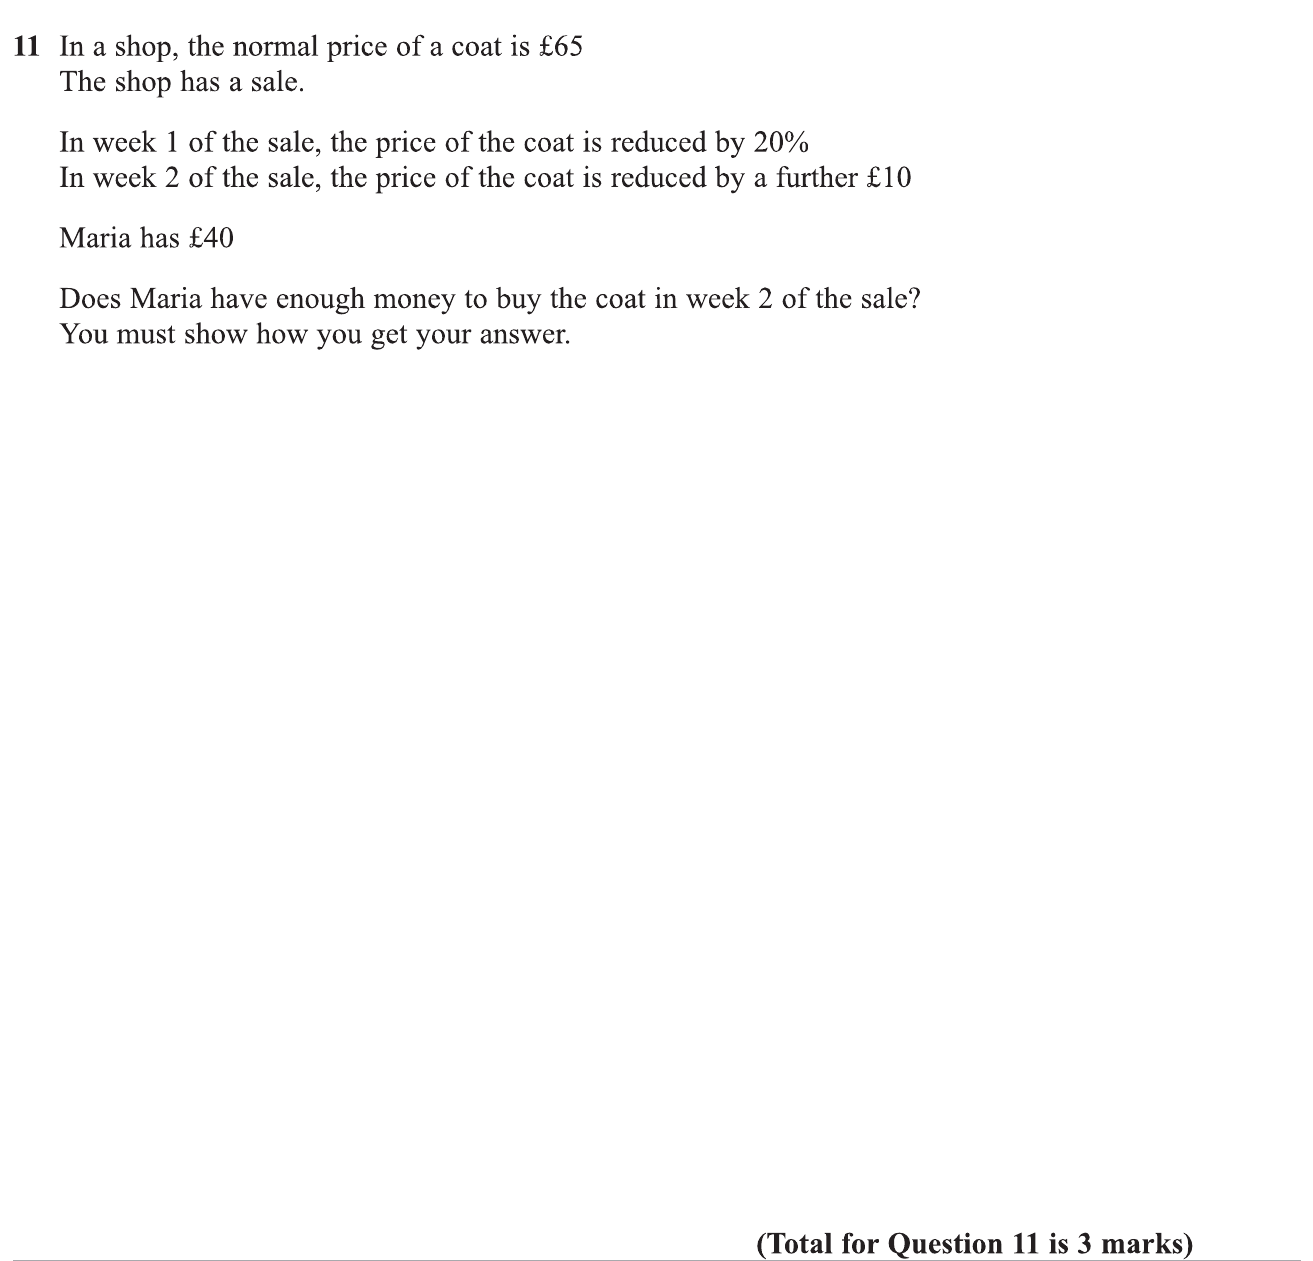 11 In a shop, the normal price of a coat is £65
The shop has a sale.
In week 1 of the sale, the price of the coat is reduced by 20%
In week 2 of the sale, the price of the coat is reduced by a further £10
Maria has £40
Does Maria have enough money to buy the coat in week 2 of the sale?
You must show how you get your answer.
(Total for Question 11 is 3 marks)